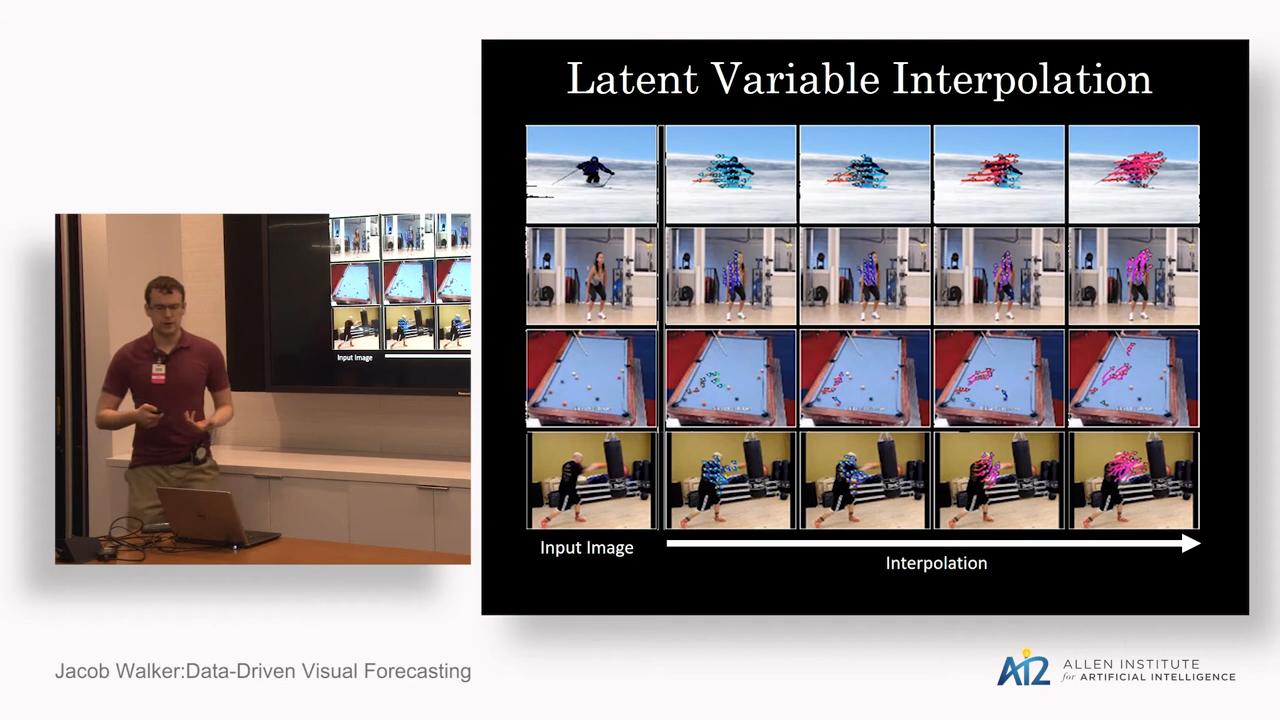 Latent Variable Interpolation
Input Image
Interpolation
Input Image
Jacob Walker:Data-Driven Visual Forecasting
AI2
ALLEN INSTITUTE
for ARTIFICIAL INTELLIGENCE